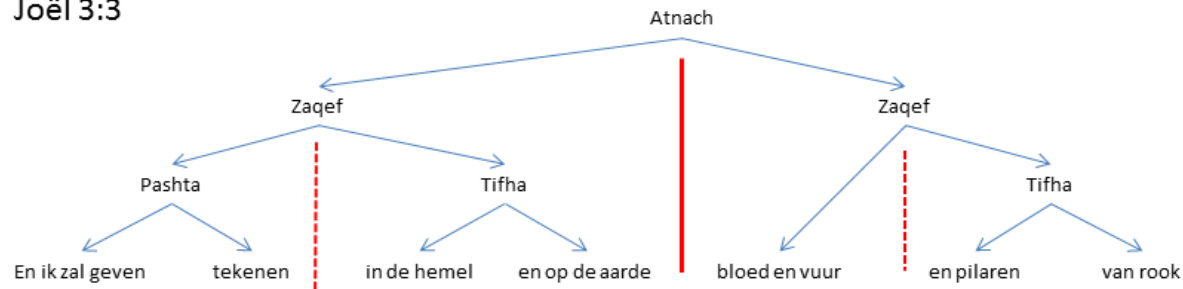 Joël 3:3
Atnach
Zaqef Zaqef
Pashta Tifha Tifha
En ik zal geven tekenen in de hemel en op de aarde bloed en vuur en pilaren van rook